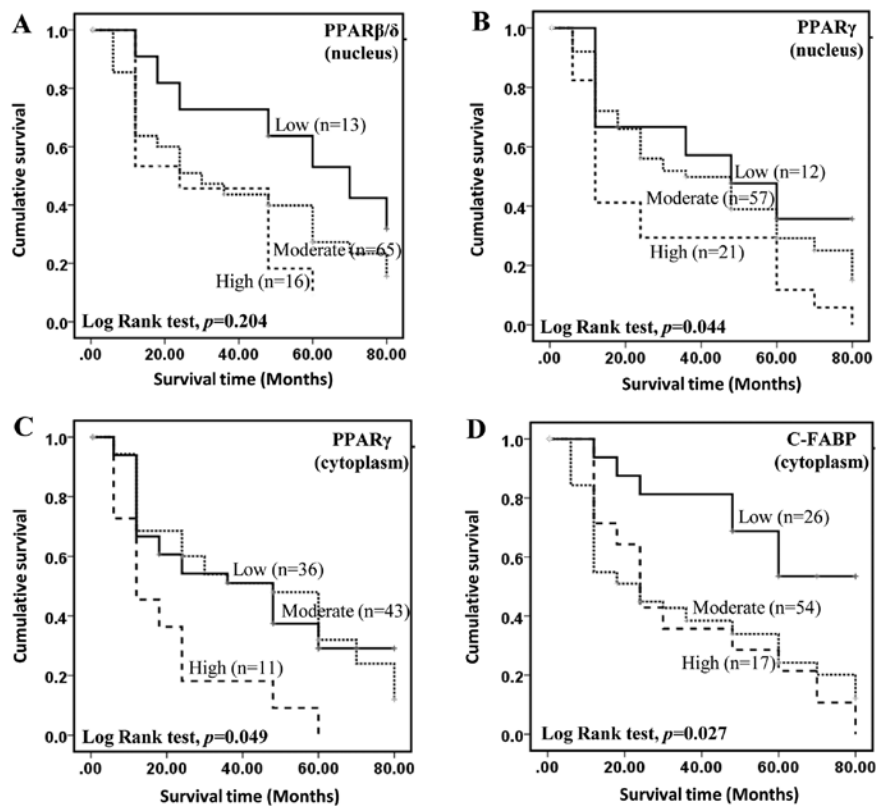 A
PPARβ/δ
(nucleus)
Cumulative survival
1.0
0.8
0.6
0.4
0.2
0.0
Low (n=13)
Moderate (n=65)
High (n=16)
Log Rank test, p=0.204
.00 20.00 40.00 60.00 80.00
Survival time (Months)
B
PPARγ
(nucleus)
Cumulative survival
1.0
0.8
0.6
0.4
0.2
0.0
Low (n=12)
Moderate (n=57)
High (n=21)
Log Rank test, p=0.044
.00 20.00 40.00 60.00 80.00
Survival time (Months)
C
PPARγ
(cytoplasm)
Cumulative survival
1.0
0.8
0.6
0.4
0.2
0.0
Low (n=36)
Moderate (n=43)
High (n=11)
Log Rank test, p=0.049
.00 20.00 40.00 60.00 80.00
Survival time (Months)
D
C-FABP
(cytoplasm)
Cumulative survival
1.0
0.8
0.6
0.4
0.2
0.0
Low (n=26)
Moderate (n=54)
High (n=17)
Log Rank test, p=0.027
.00 20.00 40.00 60.00 80.00
Survival time (Months)